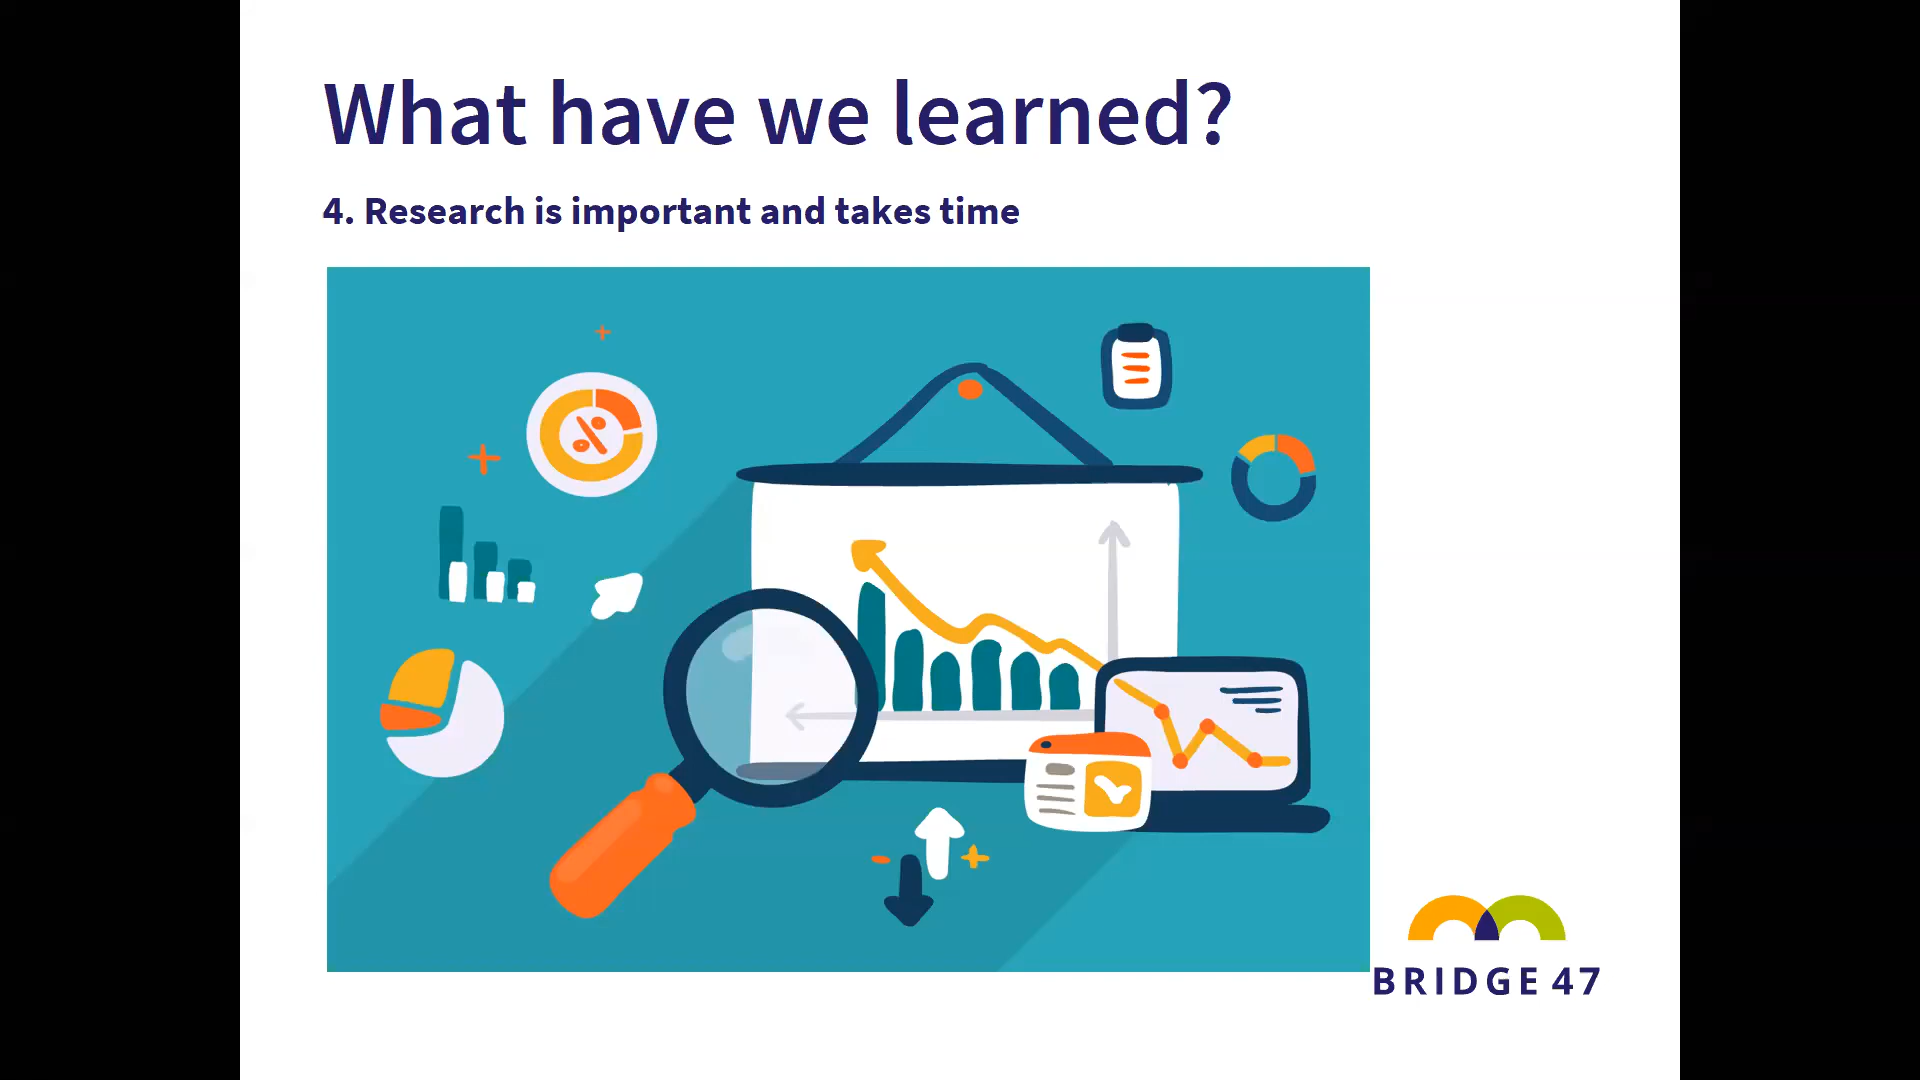 What have we learned?
4. Research is important and takes time
%
BRIDGE 47